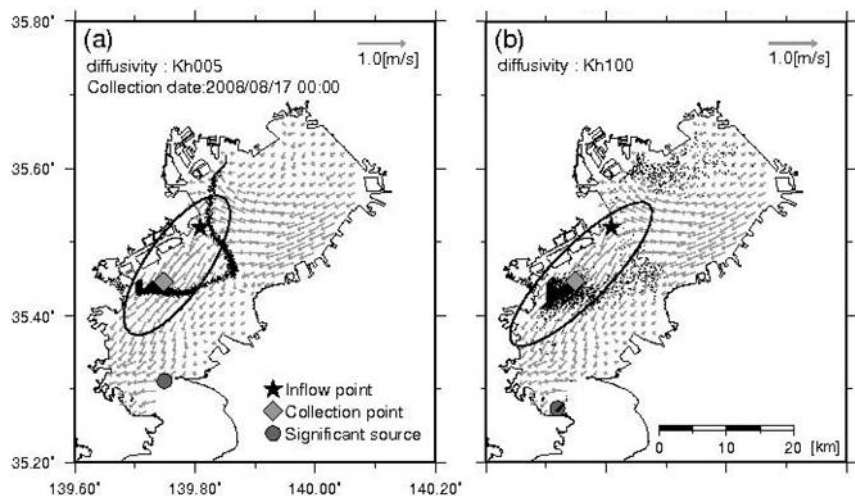 35.80°
(a)
diffusivity : Kh005
Collection date:2008/08/17 00:00
1.0[m/s]
(b)
diffusivity : Kh100
1.0[m/s]
35.60°
35.40°
35.20°
Inflow point
Collection point
Significant source
0 10 20 [km]
139.60° 139.80° 140.00° 140.20°